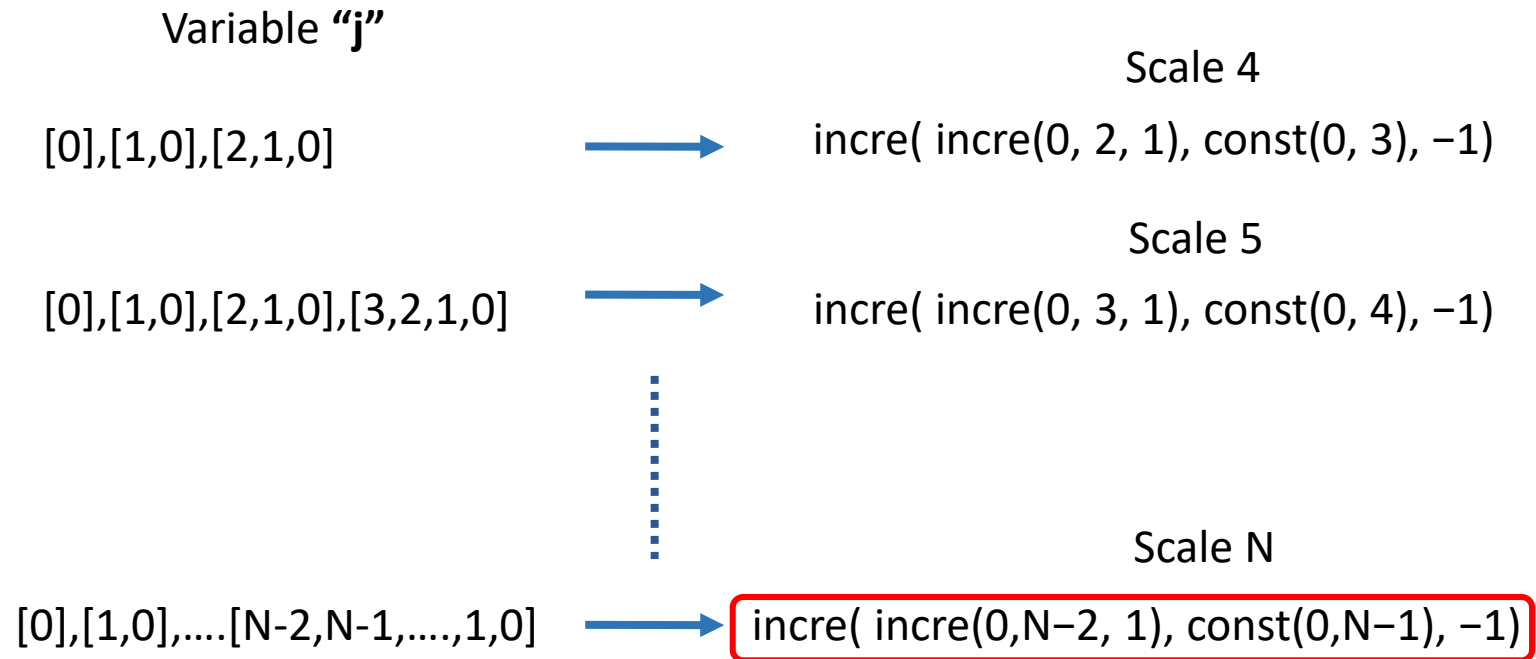 Variable “j”
Scale 4
[0],[1,0],[2,1,0]
incre( incre(0, 2, 1), const(0, 3), −1)
Scale 5
[0],[1,0],[2,1,0],[3,2,1,0]
incre( incre(0, 3, 1), const(0, 4), −1)
Scale N
[0],[1,0],....[N-2,N-1,....,1,0]
incre( incre(0,N−2, 1), const(0,N−1), −1)